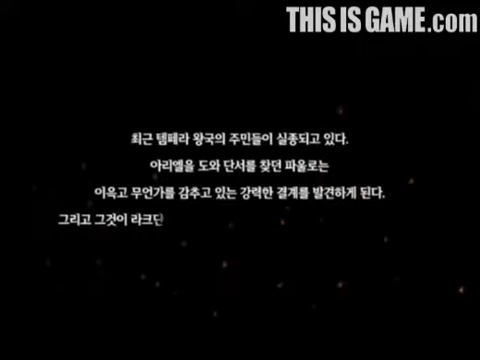 THIS IS GAME.com
최근 템페라 왕국의 주민들이 실종되고 있다.
아리엘을 도와 단서를 찾던 파울로는
이윽고 무언가를 감추고 있는 강력한 결계를 발견하게 된다.
그리고 그것이 라크딘